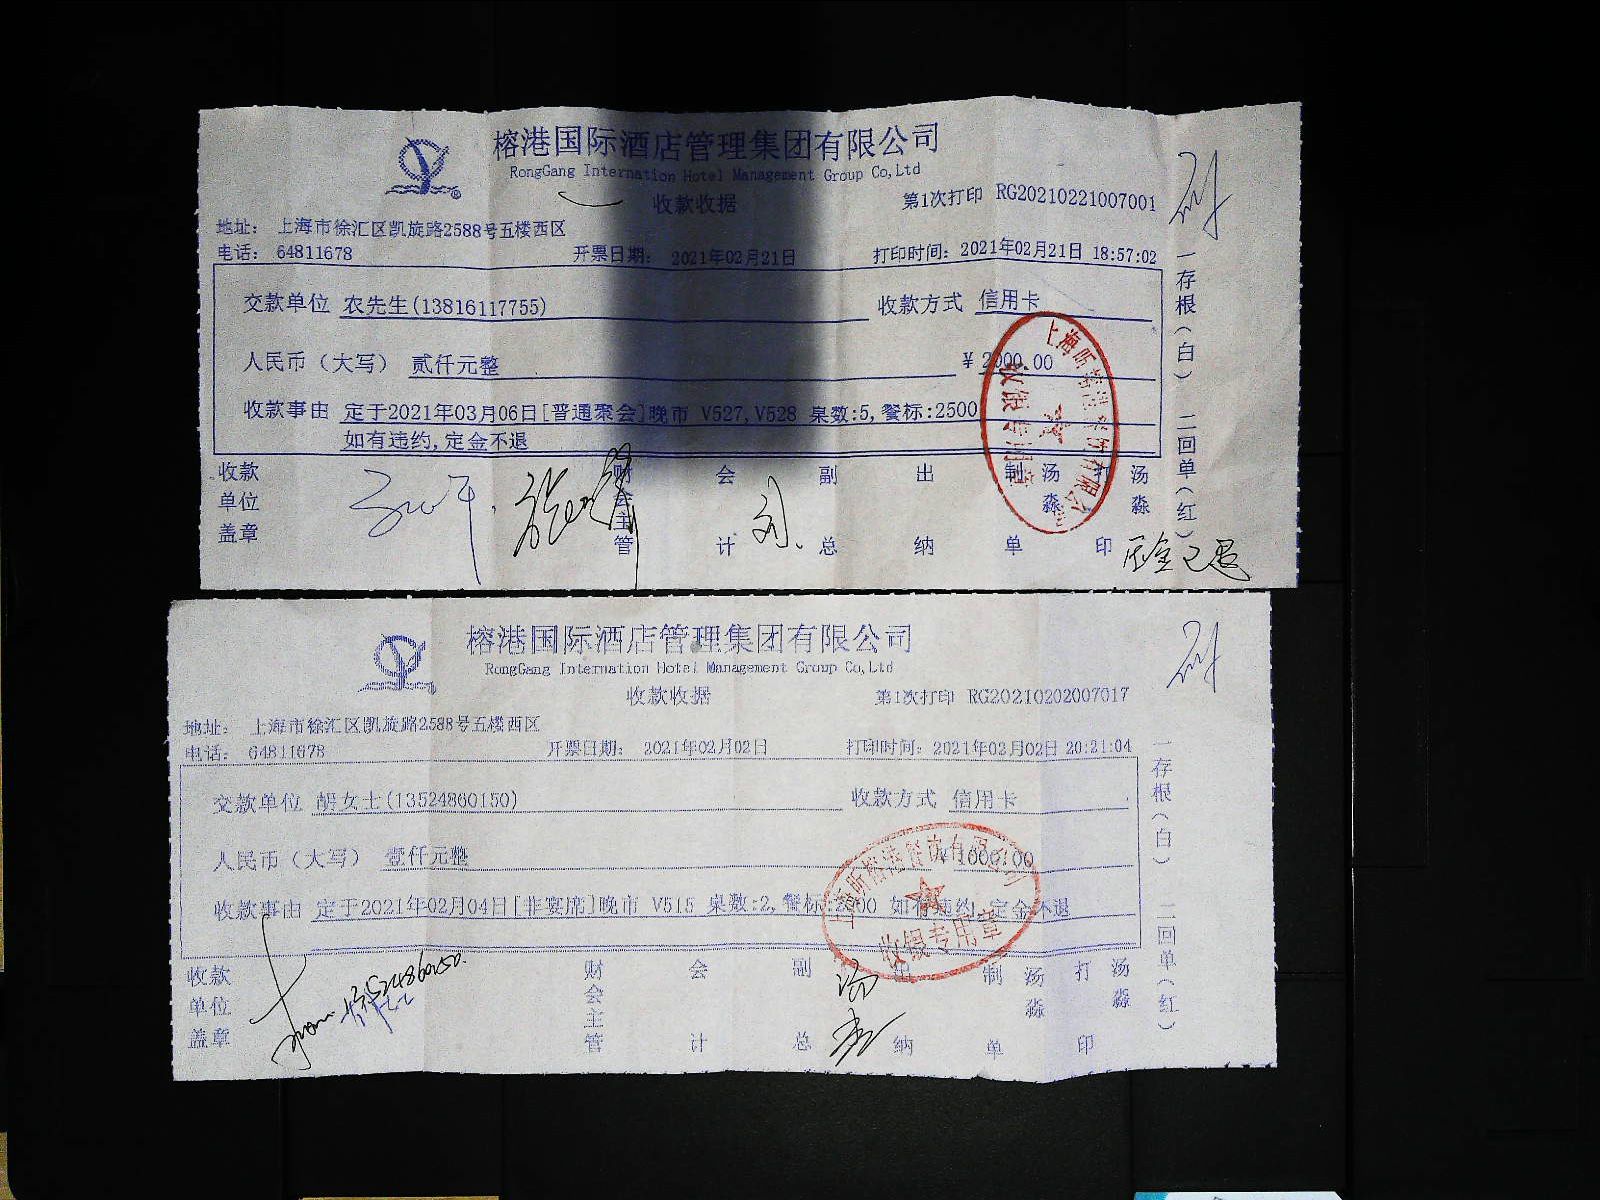 榕港国际酒店管理集团有限公司
RongGang Internation Hotel Management Group Co,Ltd
收款收据
第1次打印 RG20210221007001
地址： 上海市徐汇区凯旋路2588号五楼西区
电话： 64811678 开票日期： 2021年02月21日 打印时间：2021年02月21日 18:57:02
交款单位 农先生(13816117755) 收款方式 信用卡
人民币（大写） 贰仟元整 ￥2000.00
收款事由 定于2021年03月06日[普通聚会]晚市 V527,V528 桌数:5,餐标:2500
如有违约,定金不退
收款单位盖章 财会主管 会计 刘 副总 出纳 制单 汤淼 打印 汤淼
一存根(白) 二回单(红)
榕港国际酒店管理集团有限公司
RongGang Internation Hotel Management Group Co,Ltd
收款收据
第1次打印 RG20210202007017
地址： 上海市徐汇区凯旋路2588号五楼西区
电话： 64811678 开票日期： 2021年02月02日 打印时间：2021年02月02日 20:21:04
交款单位 胡女士(13524860150) 收款方式 信用卡
人民币（大写） 壹仟元整 ￥1000.00
收款事由 定于2021年02月04日[非宴席]晚市 V515 桌数:2,餐标:2000 如有违约,定金不退
收银专用章
13524860150.
收款单位盖章 财会主管 会计 副总 出纳 制单 汤淼 打印 汤淼
一存根(白) 二回单(红)